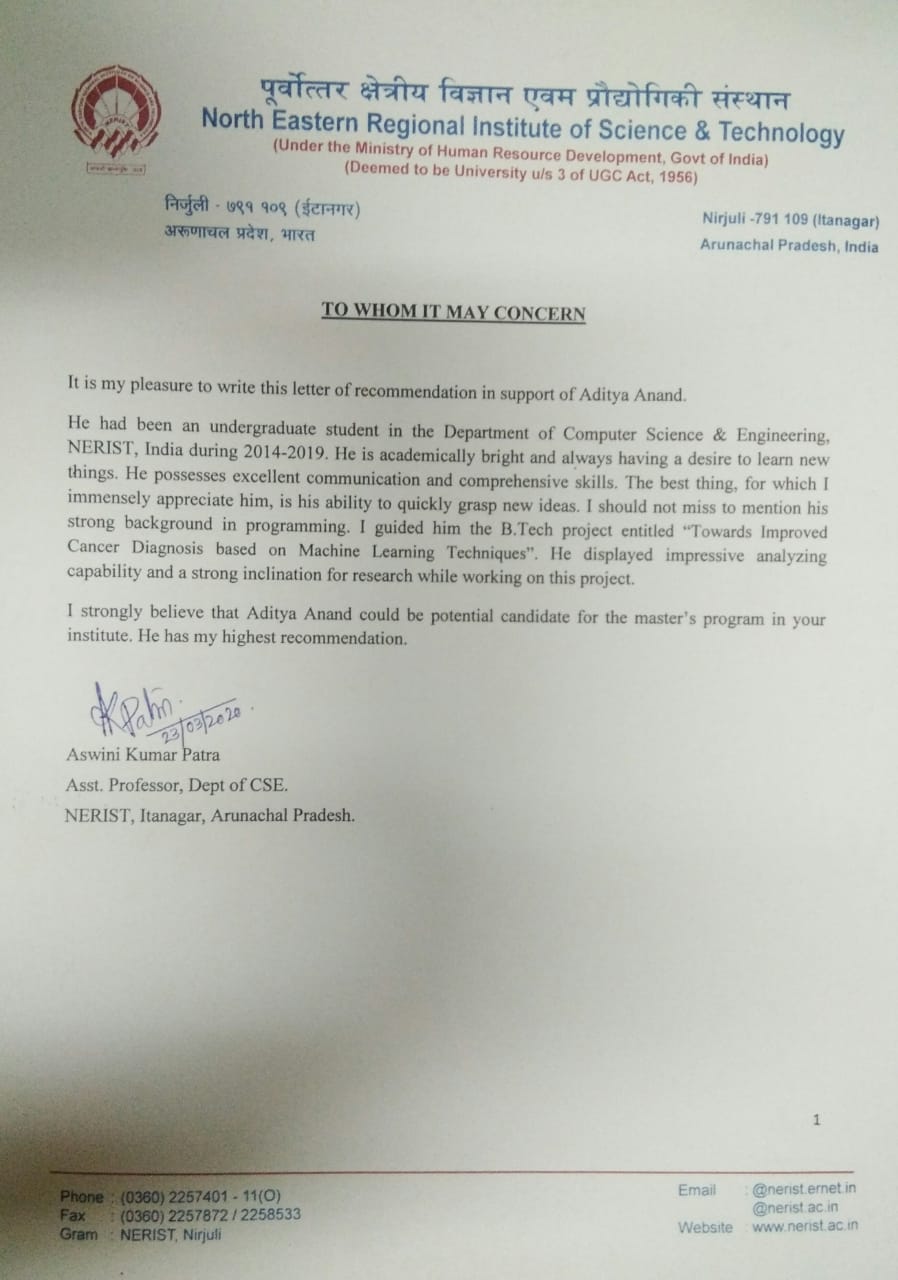 पूर्वोत्तर क्षेत्रीय विज्ञान एवम प्रौद्योगिकी संस्थान
North Eastern Regional Institute of Science & Technology
(Under the Ministry of Human Resource Development, Govt of India)
(Deemed to be University u/s 3 of UGC Act, 1956)
निर्जुली - ७९१ १०९ (ईटानगर)
अरूणाचल प्रदेश, भारत
Nirjuli -791 109 (Itanagar)
Arunachal Pradesh, India
TO WHOM IT MAY CONCERN
It is my pleasure to write this letter of recommendation in support of Aditya Anand.
He had been an undergraduate student in the Department of Computer Science & Engineering,
NERIST, India during 2014-2019. He is academically bright and always having a desire to learn new
things. He possesses excellent communication and comprehensive skills. The best thing, for which I
immensely appreciate him, is his ability to quickly grasp new ideas. I should not miss to mention his
strong background in programming. I guided him the B.Tech project entitled “Towards Improved
Cancer Diagnosis based on Machine Learning Techniques”. He displayed impressive analyzing
capability and a strong inclination for research while working on this project.
I strongly believe that Aditya Anand could be potential candidate for the master’s program in your
institute. He has my highest recommendation.
23/03/2020
Aswini Kumar Patra
Asst. Professor, Dept of CSE.
NERIST, Itanagar, Arunachal Pradesh.
1
Phone : (0360) 2257401 - 11(O)
Fax : (0360) 2257872 / 2258533
Gram : NERIST, Nirjuli
Email : @nerist.ernet.in
@nerist.ac.in
Website : www.nerist.ac.in